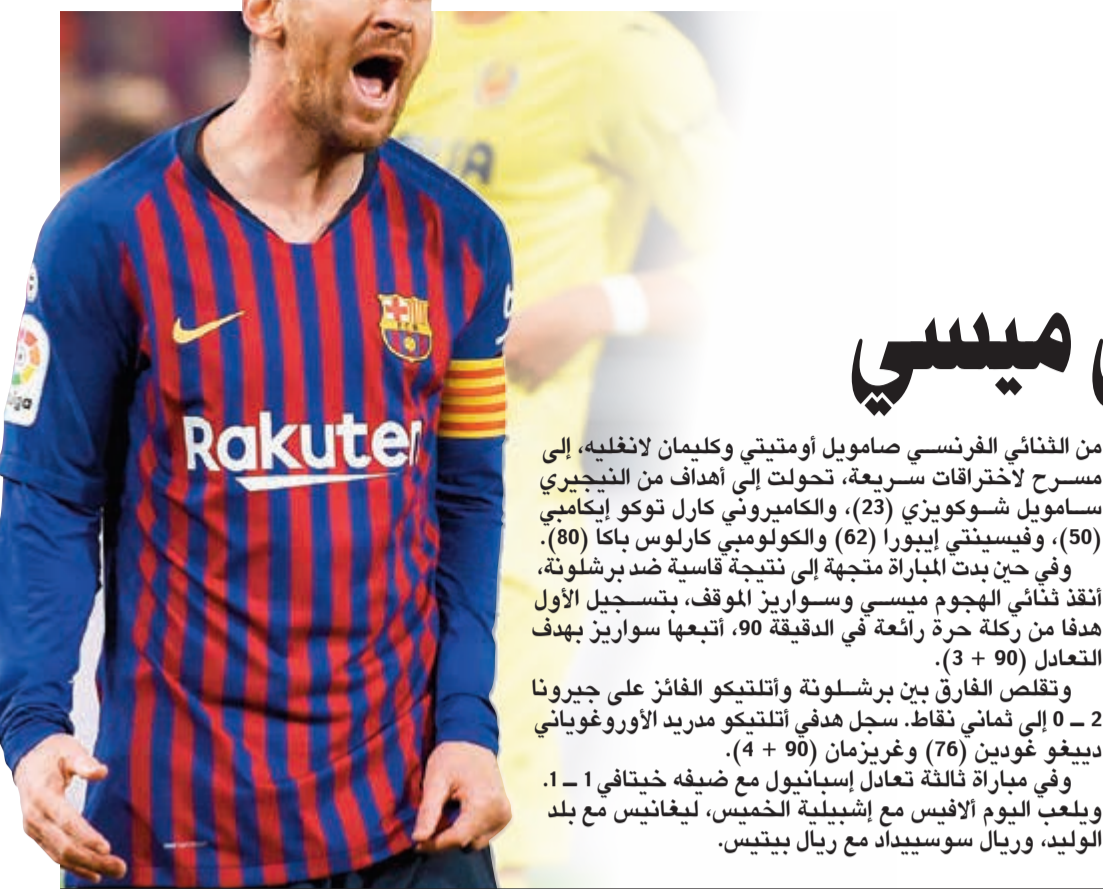 ميسي
من الثنائي الفرنسي صامويل أومتيتي وكليمان لانغليه، إلى
مسرح لاختراقات سريعة، تحولت إلى أهداف من النيجيري
سامويل شوكويزي (23)، والكاميروني كارل توكو إيكامبي
(50)، وفيسينتي إيبورا (62) والكولومبي كارلوس باكا (80).
وفي حين بدت المباراة متجهة إلى نتيجة قاسية ضد برشلونة،
أنقذ ثنائي الهجوم ميسي وسواريز الموقف، بتسجيل الأول
هدفا من ركلة حرة رائعة في الدقيقة 90، أتبعها سواريز بهدف
التعادل (90 + 3).
وتقلص الفارق بين برشلونة وأتلتيكو الفائز على جيرونا
2 ــ 0 إلى ثماني نقاط. سجل هدفي أتلتيكو مدريد الأوروغوياني
دييغو غودين (76) وغريزمان (90 + 4).
وفي مباراة ثالثة تعادل إسبانيول مع ضيفه خيتافي 1 ــ 1.
ويلعب اليوم ألافيس مع إشبيلية الخميس، ليغانيس مع بلد
الوليد، وريال سوسييداد مع ريال بيتيس.
Rakuten
FCB